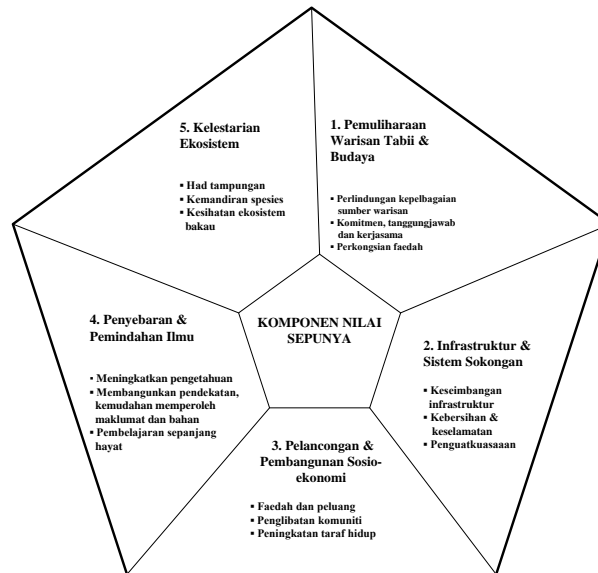 5. Kelestarian
Ekosistem
▪ Had tampungan
▪ Kemandiran spesies
▪ Kesihatan ekosistem
bakau
1. Pemuliharaan
Warisan Tabii &
Budaya
▪ Perlindungan kepelbagaian
sumber warisan
▪ Komitmen, tanggungjawab
dan kerjasama
▪ Perkongsian faedah
KOMPONEN NILAI
SEPUNYA
4. Penyebaran &
Pemindahan Ilmu
▪ Meningkatkan pengetahuan
▪ Membangunkan pendekatan,
kemudahan memperoleh
maklumat dan bahan
▪ Pembelajaran sepanjang
hayat
2. Infrastruktur &
Sistem Sokongan
▪ Keseimbangan
infrastruktur
▪ Kebersihan &
keselamatan
▪ Penguatkuasaaan
3. Pelancongan &
Pembangunan Sosio-
ekonomi
▪ Faedah dan peluang
▪ Penglibatan komuniti
▪ Peningkatan taraf hidup